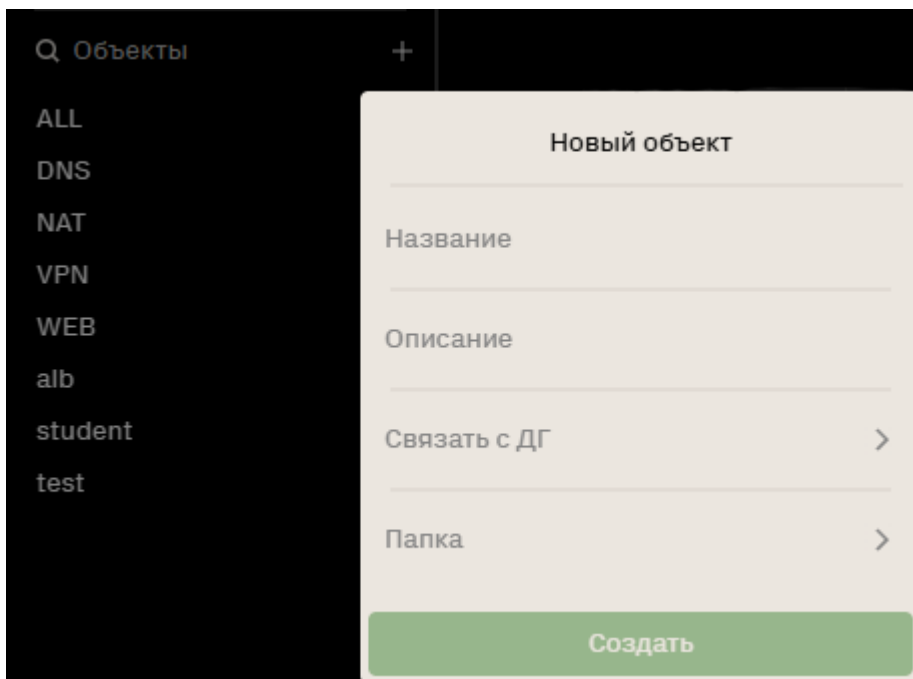 Объекты
ALL
DNS
NAT
VPN
WEB
alb
student
test
Новый объект
Название
Описание
Связать с ДГ
Папка
Создать